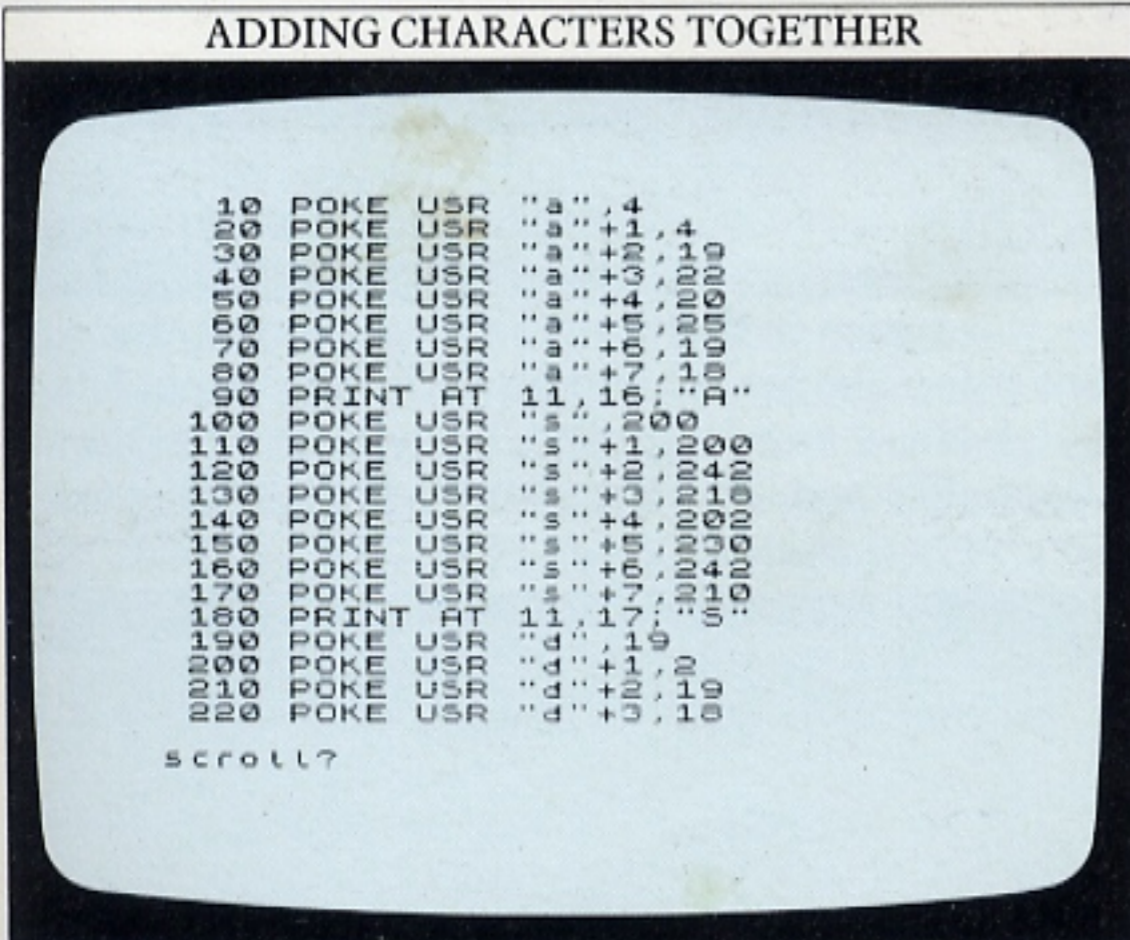 ADDING CHARACTERS TOGETHER
10 POKE USR "a",4
20 POKE USR "a"+1,4
30 POKE USR "a"+2,19
40 POKE USR "a"+3,22
50 POKE USR "a"+4,20
60 POKE USR "a"+5,25
70 POKE USR "a"+6,19
80 POKE USR "a"+7,18
90 PRINT AT 11,16;"A"
100 POKE USR "s",200
110 POKE USR "s"+1,200
120 POKE USR "s"+2,242
130 POKE USR "s"+3,218
140 POKE USR "s"+4,202
150 POKE USR "s"+5,230
160 POKE USR "s"+6,242
170 POKE USR "s"+7,210
180 PRINT AT 11,17;"S"
190 POKE USR "d",19
200 POKE USR "d"+1,2
210 POKE USR "d"+2,19
220 POKE USR "d"+3,18
scroll?